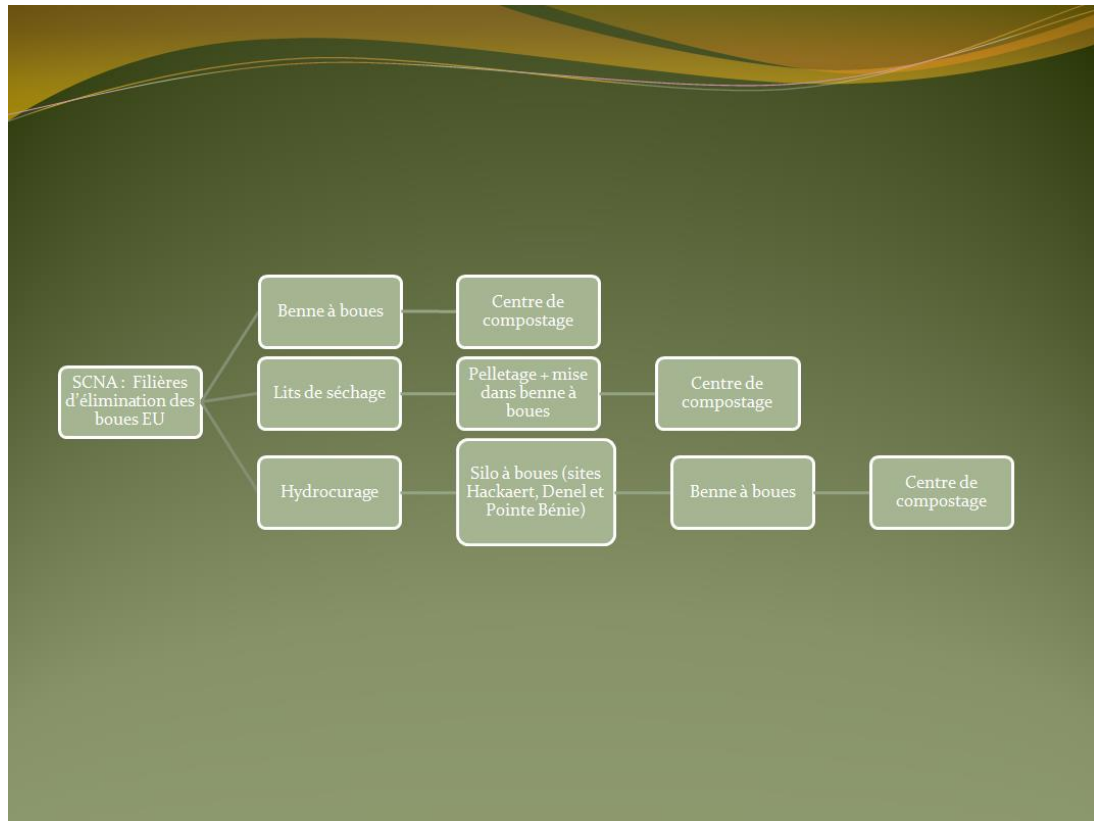 Benne à boues
Centre de
compostage
SCNA : Filières
d'élimination des
boues EU
Lits de séchage
Pelletage + mise
dans benne à
boues
Centre de
compostage
Hydrocurage
Silo à boues (sites
Hackaert, Denel et
Pointe Bénie)
Benne à boues
Centre de
compostage